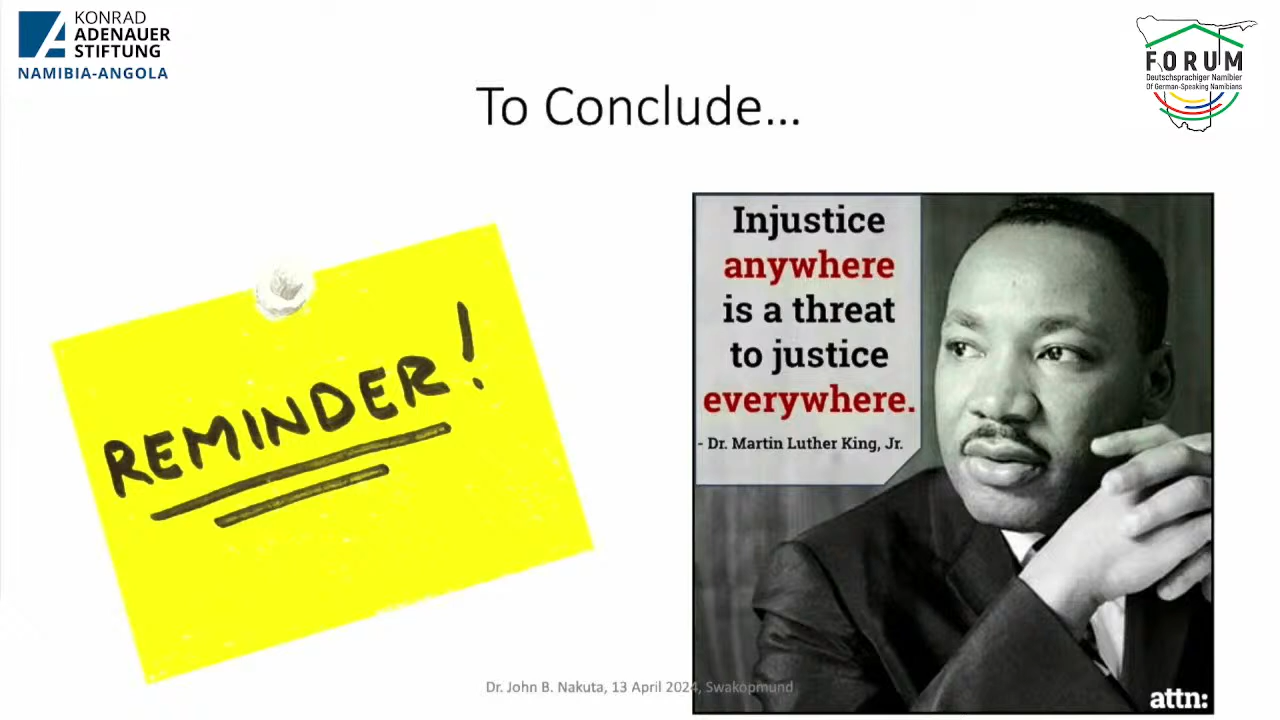 KONRAD
ADENAUER
STIFTUNG
NAMIBIA-ANGOLA
FORUM
Deutschsprachiger Namibier
Of German-Speaking Namibians
To Conclude...
REMINDER!
Injustice
anywhere
is a threat
to justice
everywhere.
- Dr. Martin Luther King, Jr.
attn:
Dr. John B. Nakuta, 13 April 2024, Swakopmund